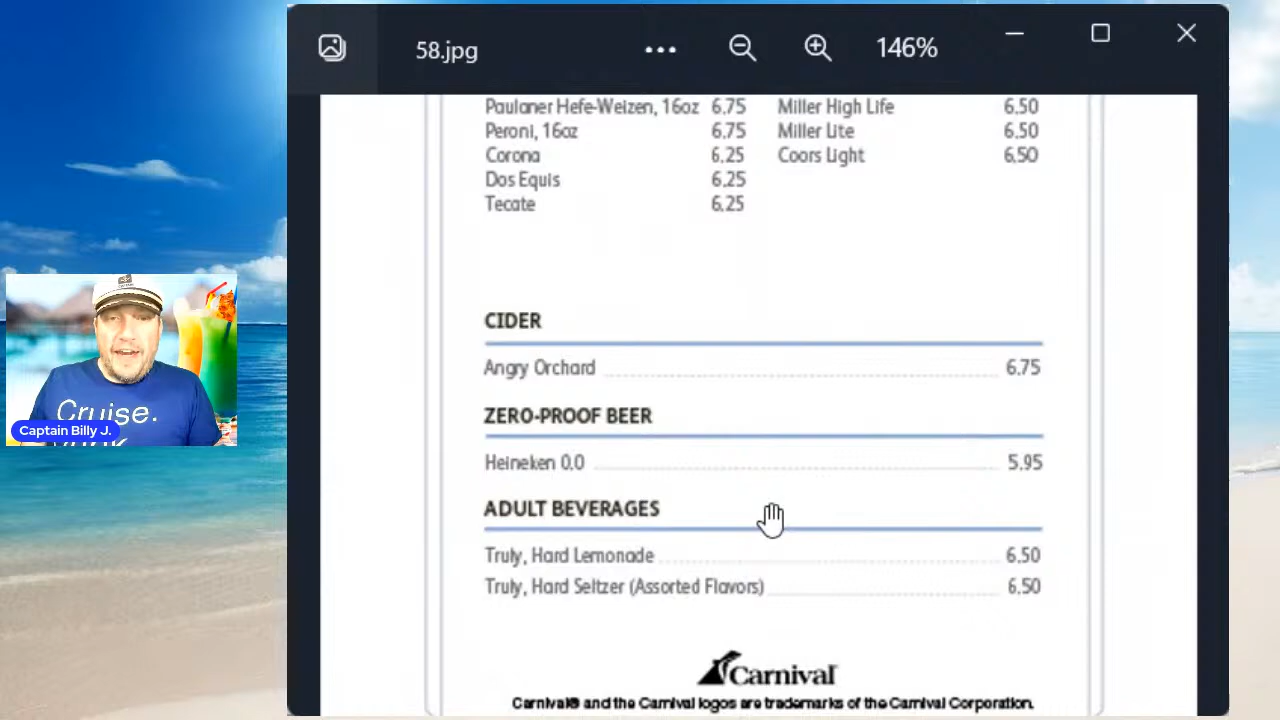 58.jpg
146%
Paulaner Hefe-Weizen, 16oz 6.75 Miller High Life 6.50
Peroni, 16oz 6.75 Miller Lite 6.50
Corona 6.25 Coors Light 6.50
Dos Equis 6.25
Tecate 6.25
CIDER
Angry Orchard 6.75
ZERO-PROOF BEER
Heineken 0.0 5.95
ADULT BEVERAGES
Truly, Hard Lemonade 6.50
Truly, Hard Seltzer (Assorted Flavors) 6.50
Carnival
Carnival® and the Carnival logos are trademarks of the Carnival Corporation.
Cruise.
Captain Billy J.